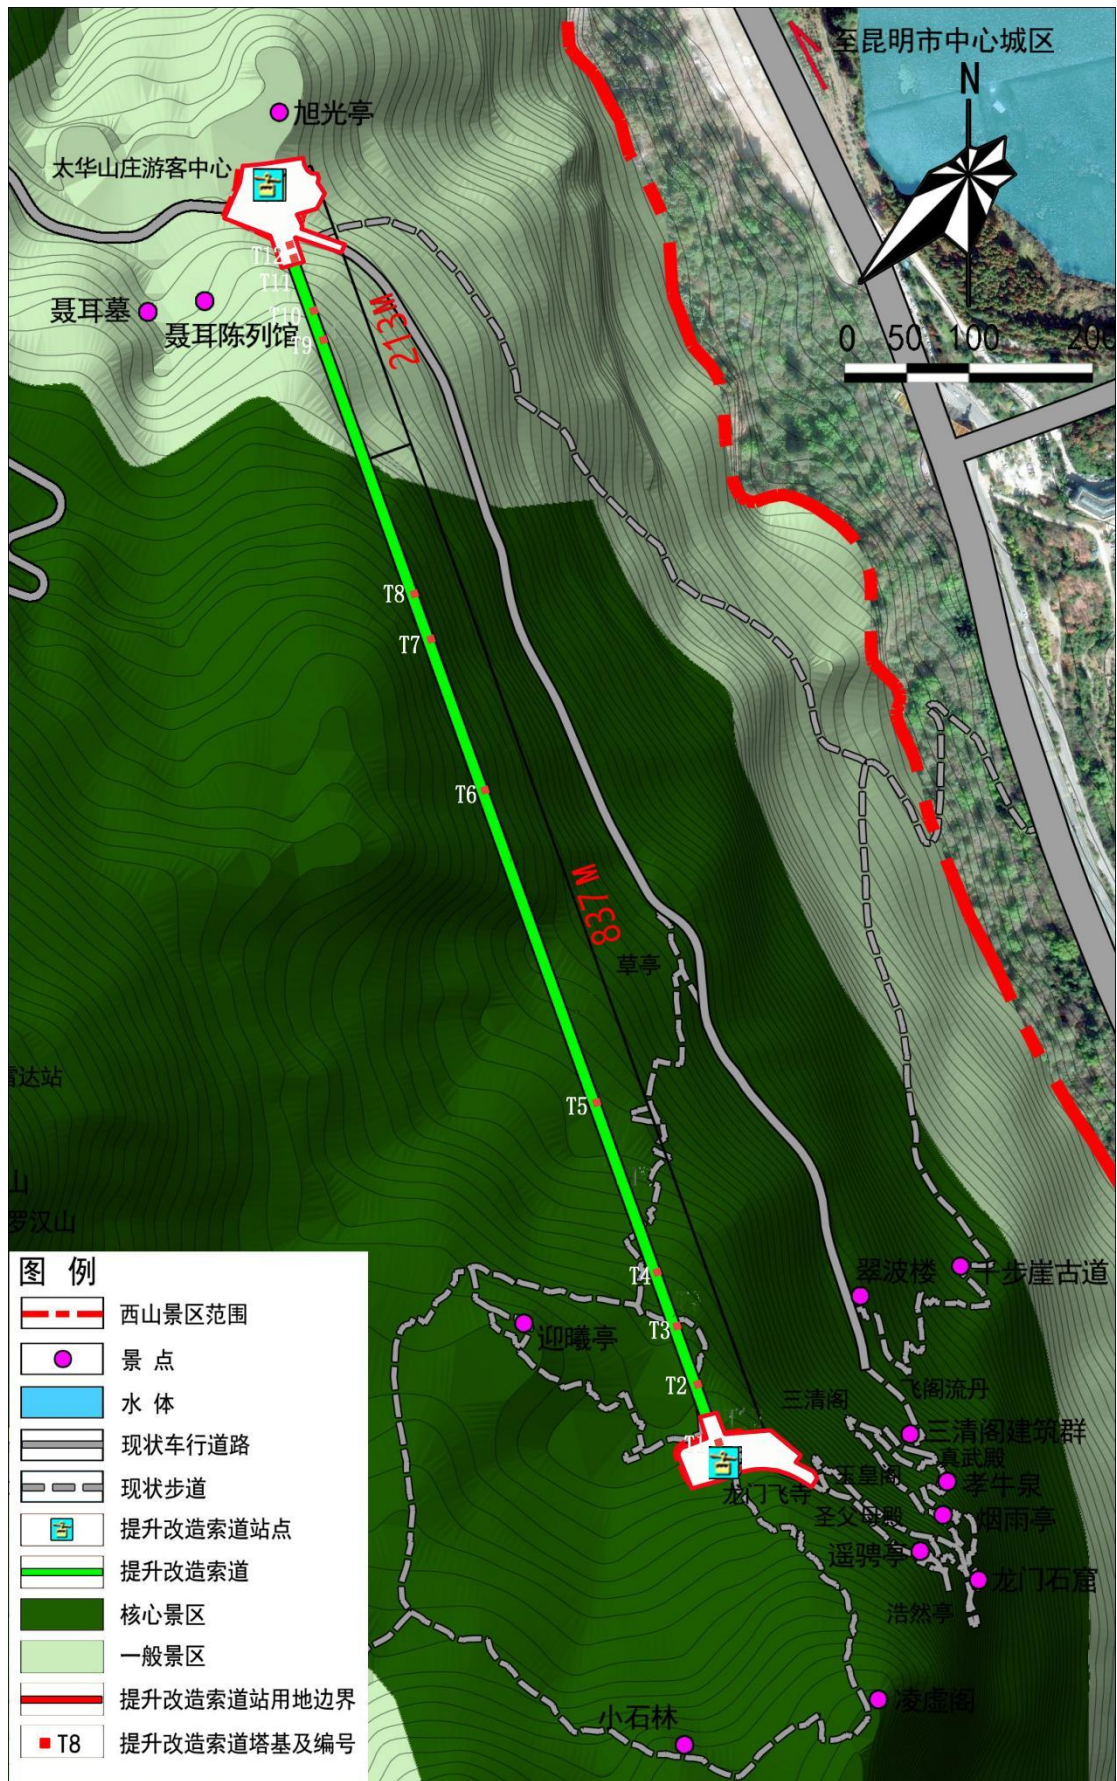 至昆明市中心城区
N
旭光亭
太华山庄游客中心
T12
T11
聂耳墓
聂耳陈列馆
T10
T9
213M
0 50 100 200
T8
T7
T6
837M
草亭
雷达站
T5
山
罗汉山
T4
翠波楼
千步崖古道
T3
迎曦亭
T2
飞阁流丹
三清阁
T1
三清阁建筑群
真武殿
玉皇阁
孝牛泉
龙门飞寺
圣父母殿
烟雨亭
遥骋亭
龙门石窟
浩然亭
凌虚阁
小石林
图 例
西山景区范围
景 点
水 体
现状车行道路
现状步道
提升改造索道站点
提升改造索道
核心景区
一般景区
提升改造索道站用地边界
T8 提升改造索道塔基及编号